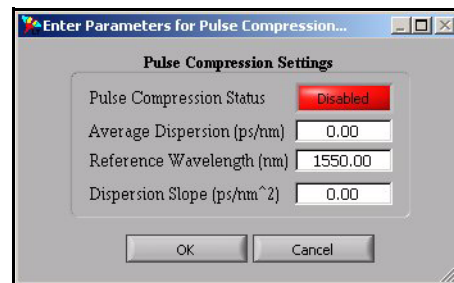 Enter Parameters for Pulse Compression...
Pulse Compression Settings
Pulse Compression Status Disabled
Average Dispersion (ps/nm) 0.00
Reference Wavelength (nm) 1550.00
Dispersion Slope (ps/nm^2) 0.00
OK Cancel